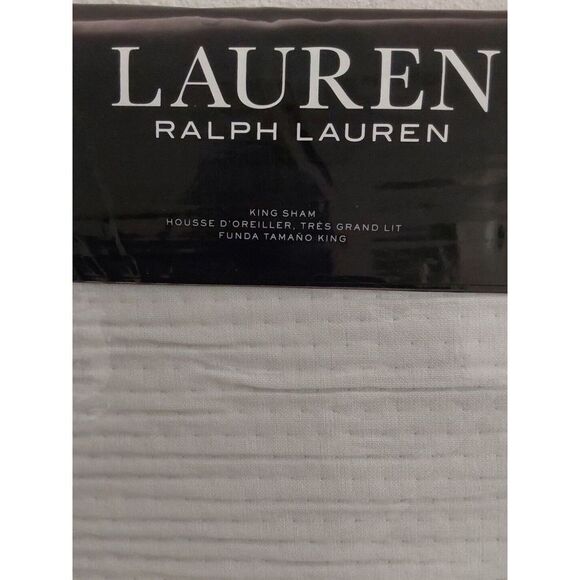 LAUREN
RALPH LAUREN
KING SHAM
HOUSSE D'OREILLER, TRÈS GRAND LIT
FUNDA TAMAÑO KING